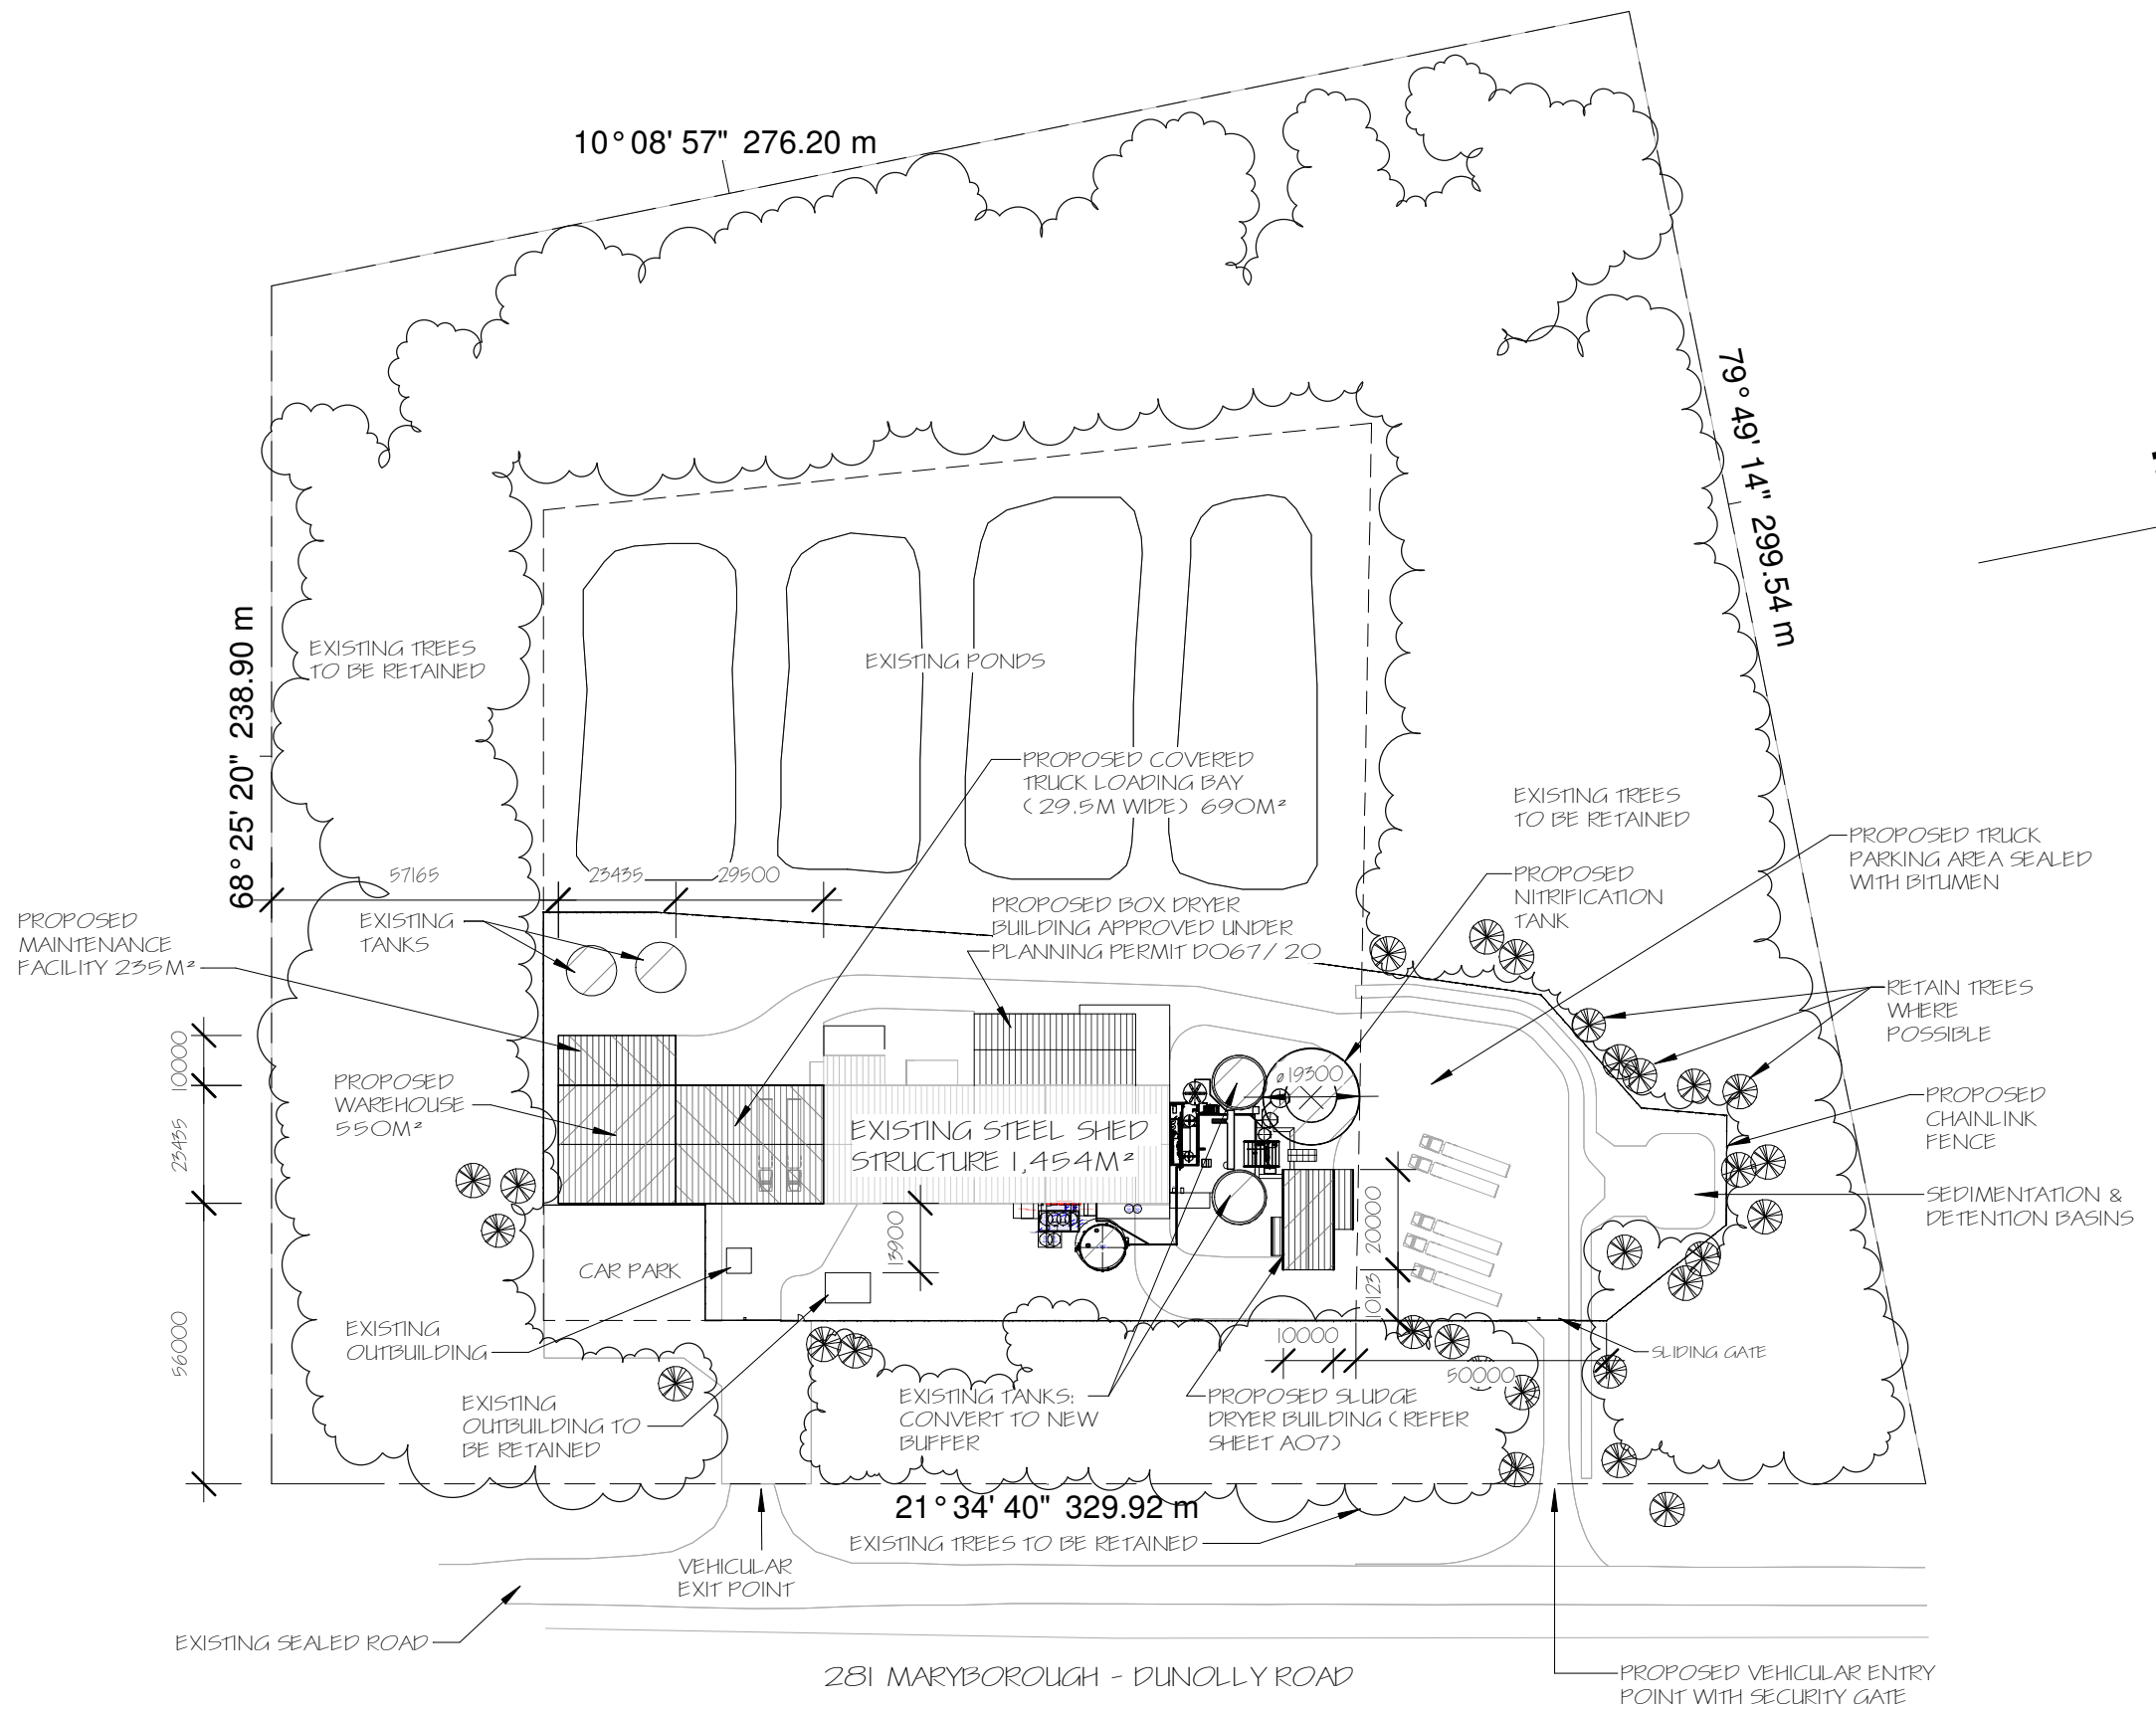 10° 08' 57" 276.20 m
79° 49' 14" 299.54 m
68° 25' 20" 238.90 m
EXISTING TREES
TO BE RETAINED
EXISTING PONDS
PROPOSED COVERED
TRUCK LOADING BAY
(29.5M WIDE) 690M²
EXISTING TREES
TO BE RETAINED
PROPOSED TRUCK
PARKING AREA SEALED
WITH BITUMEN
57165
23435
29500
PROPOSED
NITRIFICATION
TANK
PROPOSED
MAINTENANCE
FACILITY 235M²
EXISTING
TANKS
PROPOSED BOX DRYER
BUILDING APPROVED UNDER
PLANNING PERMIT D067/20
RETAIN TREES
WHERE
POSSIBLE
10000
23435
56000
PROPOSED
WAREHOUSE
550M²
ø19300
EXISTING STEEL SHED
STRUCTURE 1,454M²
PROPOSED
CHAINLINK
FENCE
SEDIMENTATION &
DETENTION BASINS
13900
20000
10123
CAR PARK
EXISTING
OUTBUILDING
10000
50000
SLIDING GATE
EXISTING
OUTBUILDING TO
BE RETAINED
EXISTING TANKS;
CONVERT TO NEW
BUFFER
PROPOSED SLUDGE
DRYER BUILDING (REFER
SHEET A07)
21° 34' 40" 329.92 m
EXISTING TREES TO BE RETAINED
VEHICULAR
EXIT POINT
EXISTING SEALED ROAD
281 MARYBOROUGH - DUNOLLY ROAD
PROPOSED VEHICULAR ENTRY
POINT WITH SECURITY GATE